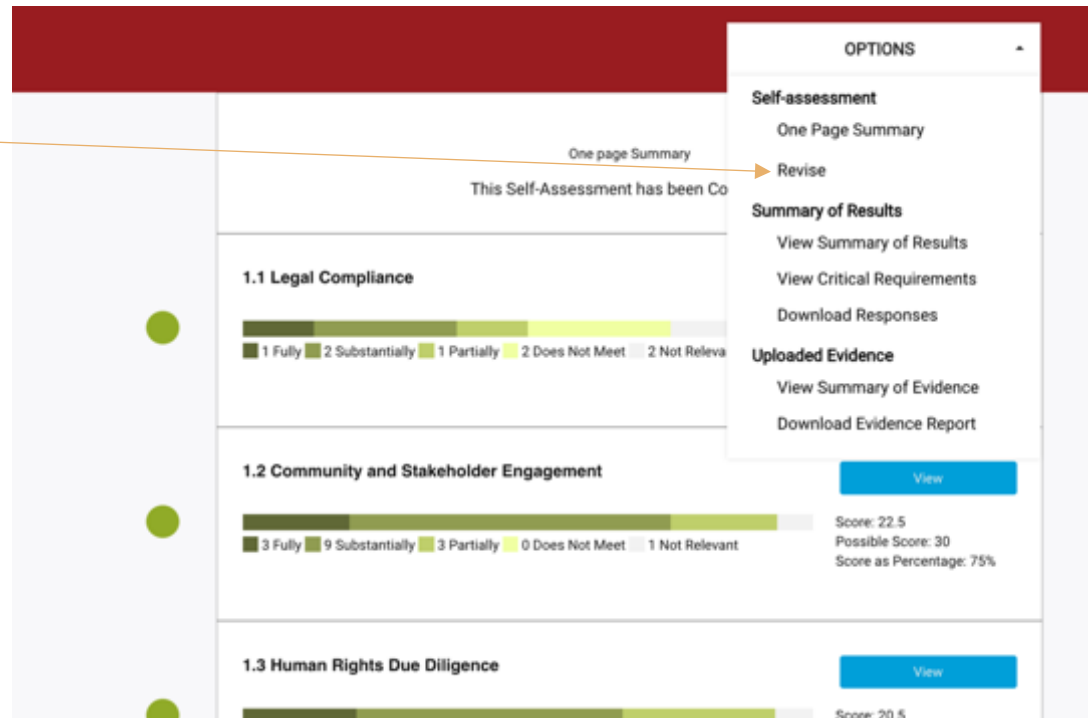 OPTIONS
Self-assessment
One Page Summary
Revise
Summary of Results
View Summary of Results
View Critical Requirements
Download Responses
Uploaded Evidence
View Summary of Evidence
Download Evidence Report
One page Summary
This Self-Assessment has been Co
1.1 Legal Compliance
1 Fully 2 Substantially 1 Partially 2 Does Not Meet 2 Not Releva
1.2 Community and Stakeholder Engagement
View
3 Fully 9 Substantially 3 Partially 0 Does Not Meet 1 Not Relevant
Score: 22.5
Possible Score: 30
Score as Percentage: 75%
1.3 Human Rights Due Diligence
View
Score: 20.5